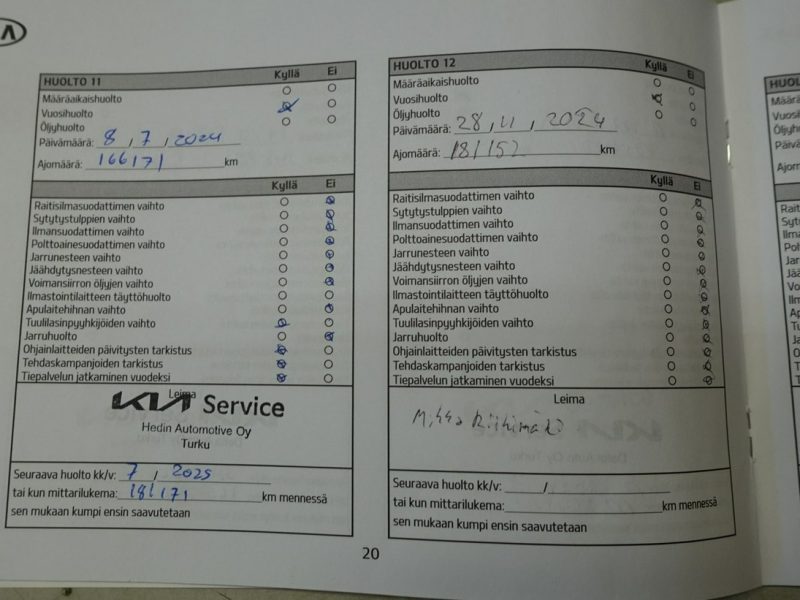 HUOLTO 11 Kyllä Ei
Määräaikaishuolto
Vuosihuolto
Öljyhuolto
Päivämäärä: 8 , 7 , 2024
Ajomäärä: 166171 km
Kyllä Ei
Raitisilmasuodattimen vaihto
Sytytystulppien vaihto
Ilmansuodattimen vaihto
Polttoainesuodattimen vaihto
Jarrunesteen vaihto
Jäähdytysnesteen vaihto
Voimansiirron öljyjen vaihto
Ilmastointilaitteen täyttöhuolto
Apulaitehihnan vaihto
Tuulilasinpyyhkijöiden vaihto
Jarruhuolto
Ohjainlaitteiden päivitysten tarkistus
Tehdaskampanjoiden tarkistus
Tiepalvelun jatkaminen vuodeksi
Leima
KIA Service
Hedin Automotive Oy
Turku
Seuraava huolto kk/v: 7 , 2025
tai kun mittarilukema: 181171 km mennessä
sen mukaan kumpi ensin saavutetaan
HUOLTO 12 Kyllä Ei
Määräaikaishuolto
Vuosihuolto
Öljyhuolto
Päivämäärä: 28 , 11 , 2024
Ajomäärä: 181152 km
Kyllä Ei
Raitisilmasuodattimen vaihto
Sytytystulppien vaihto
Ilmansuodattimen vaihto
Polttoainesuodattimen vaihto
Jarrunesteen vaihto
Jäähdytysnesteen vaihto
Voimansiirron öljyjen vaihto
Ilmastointilaitteen täyttöhuolto
Apulaitehihnan vaihto
Tuulilasinpyyhkijöiden vaihto
Jarruhuolto
Ohjainlaitteiden päivitysten tarkistus
Tehdaskampanjoiden tarkistus
Tiepalvelun jatkaminen vuodeksi
Leima
Seuraava huolto kk/v: /
tai kun mittarilukema: km mennessä
sen mukaan kumpi ensin saavutetaan
20